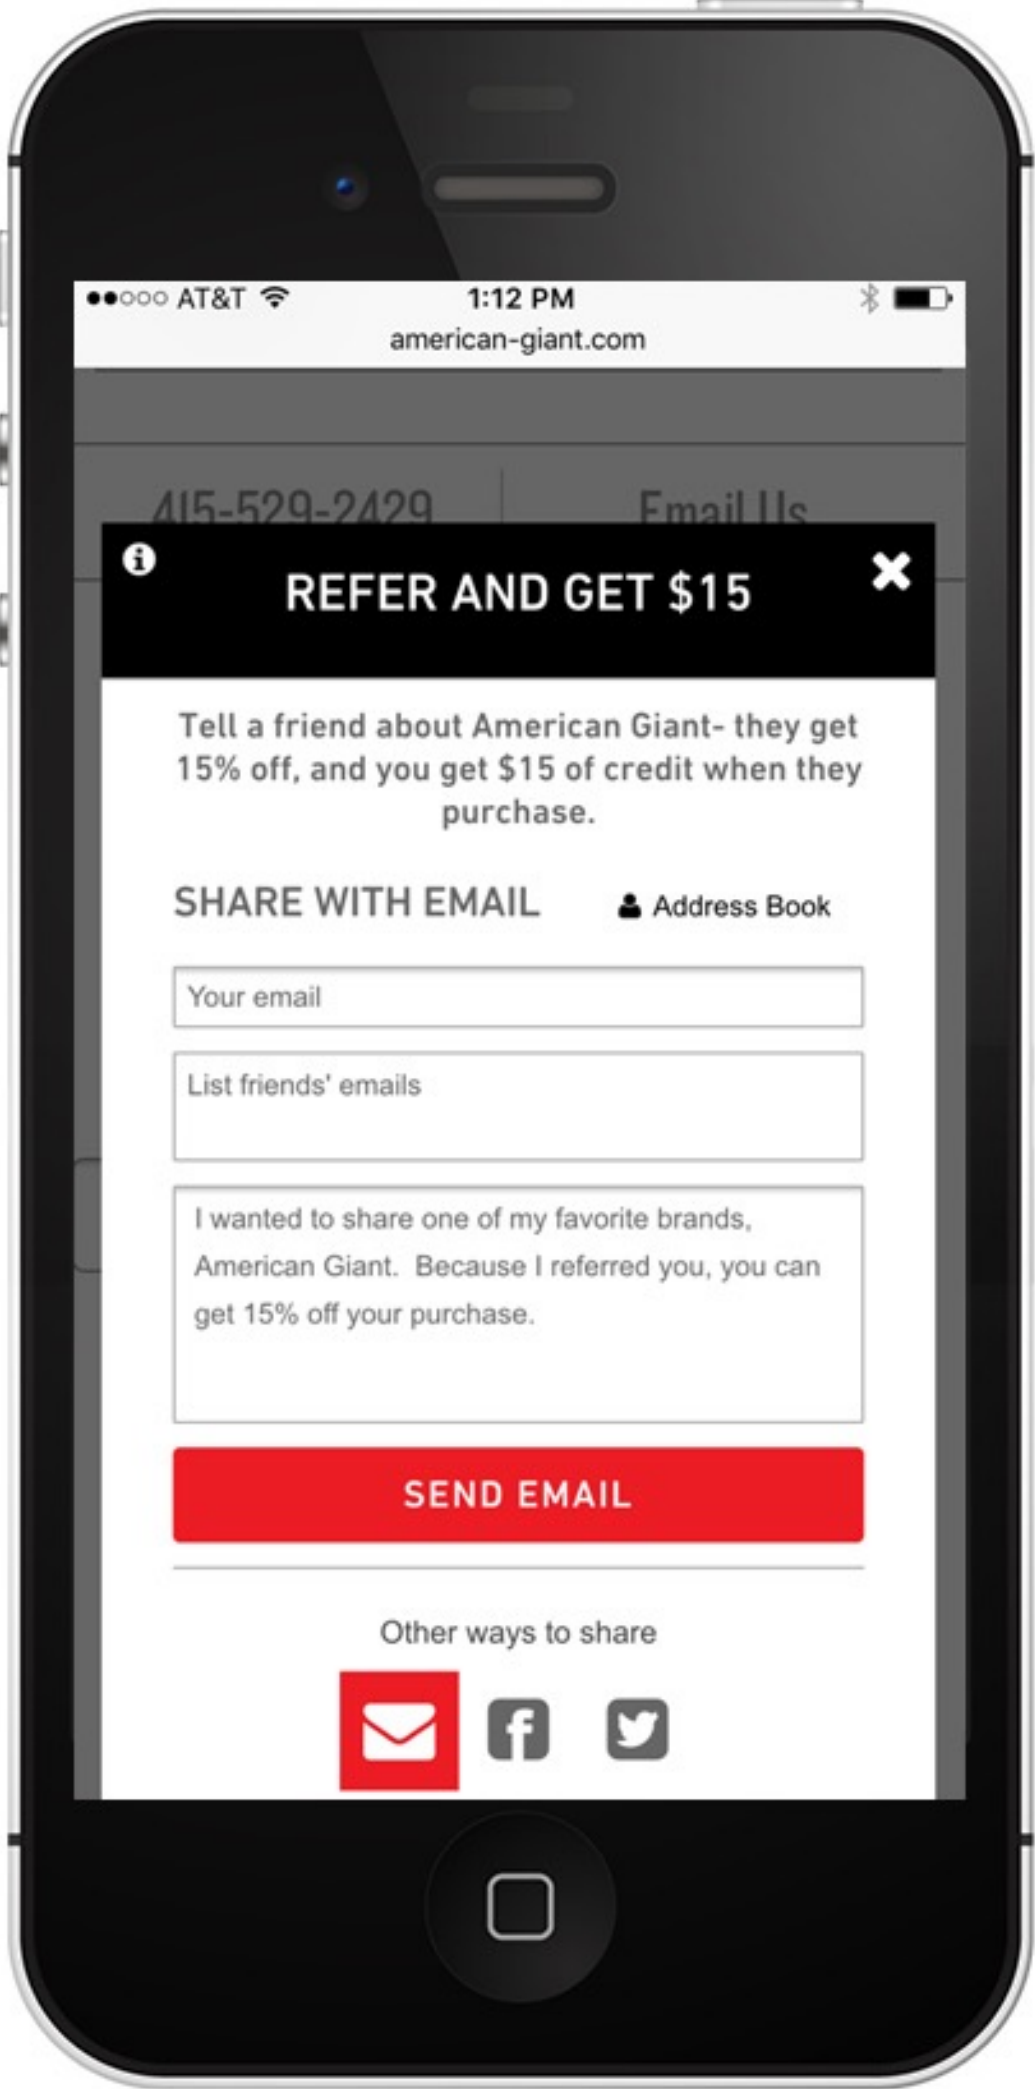 AT&T 1:12 PM
american-giant.com
415-529-2429 Email Us
REFER AND GET $15
Tell a friend about American Giant- they get
15% off, and you get $15 of credit when they
purchase.
SHARE WITH EMAIL Address Book
Your email
List friends' emails
I wanted to share one of my favorite brands,
American Giant.  Because I referred you, you can
get 15% off your purchase.
SEND EMAIL
Other ways to share